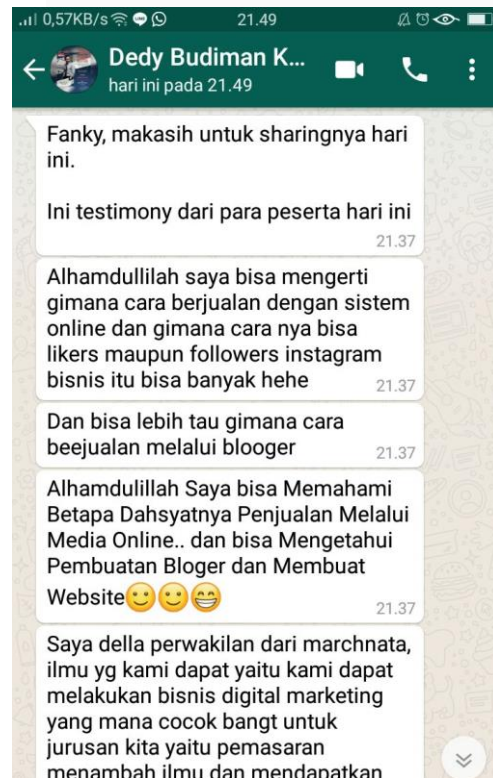 0,57KB/s 21.49
Dedy Budiman K...
hari ini pada 21.49
Fanky, makasih untuk sharingnya hari
ini.
Ini testimony dari para peserta hari ini
21.37
Alhamdullilah saya bisa mengerti
gimana cara berjualan dengan sistem
online dan gimana cara nya bisa
likers maupun followers instagram
bisnis itu bisa banyak hehe
21.37
Dan bisa lebih tau gimana cara
beejualan melalui blooger
21.37
Alhamdulillah Saya bisa Memahami
Betapa Dahsyatnya Penjualan Melalui
Media Online.. dan bisa Mengetahui
Pembuatan Bloger dan Membuat
Website🙂🙂😁
21.37
Saya della perwakilan dari marchnata,
ilmu yg kami dapat yaitu kami dapat
melakukan bisnis digital marketing
yang mana cocok bangt untuk
jurusan kita yaitu pemasaran
menambah ilmu dan mendapatkan